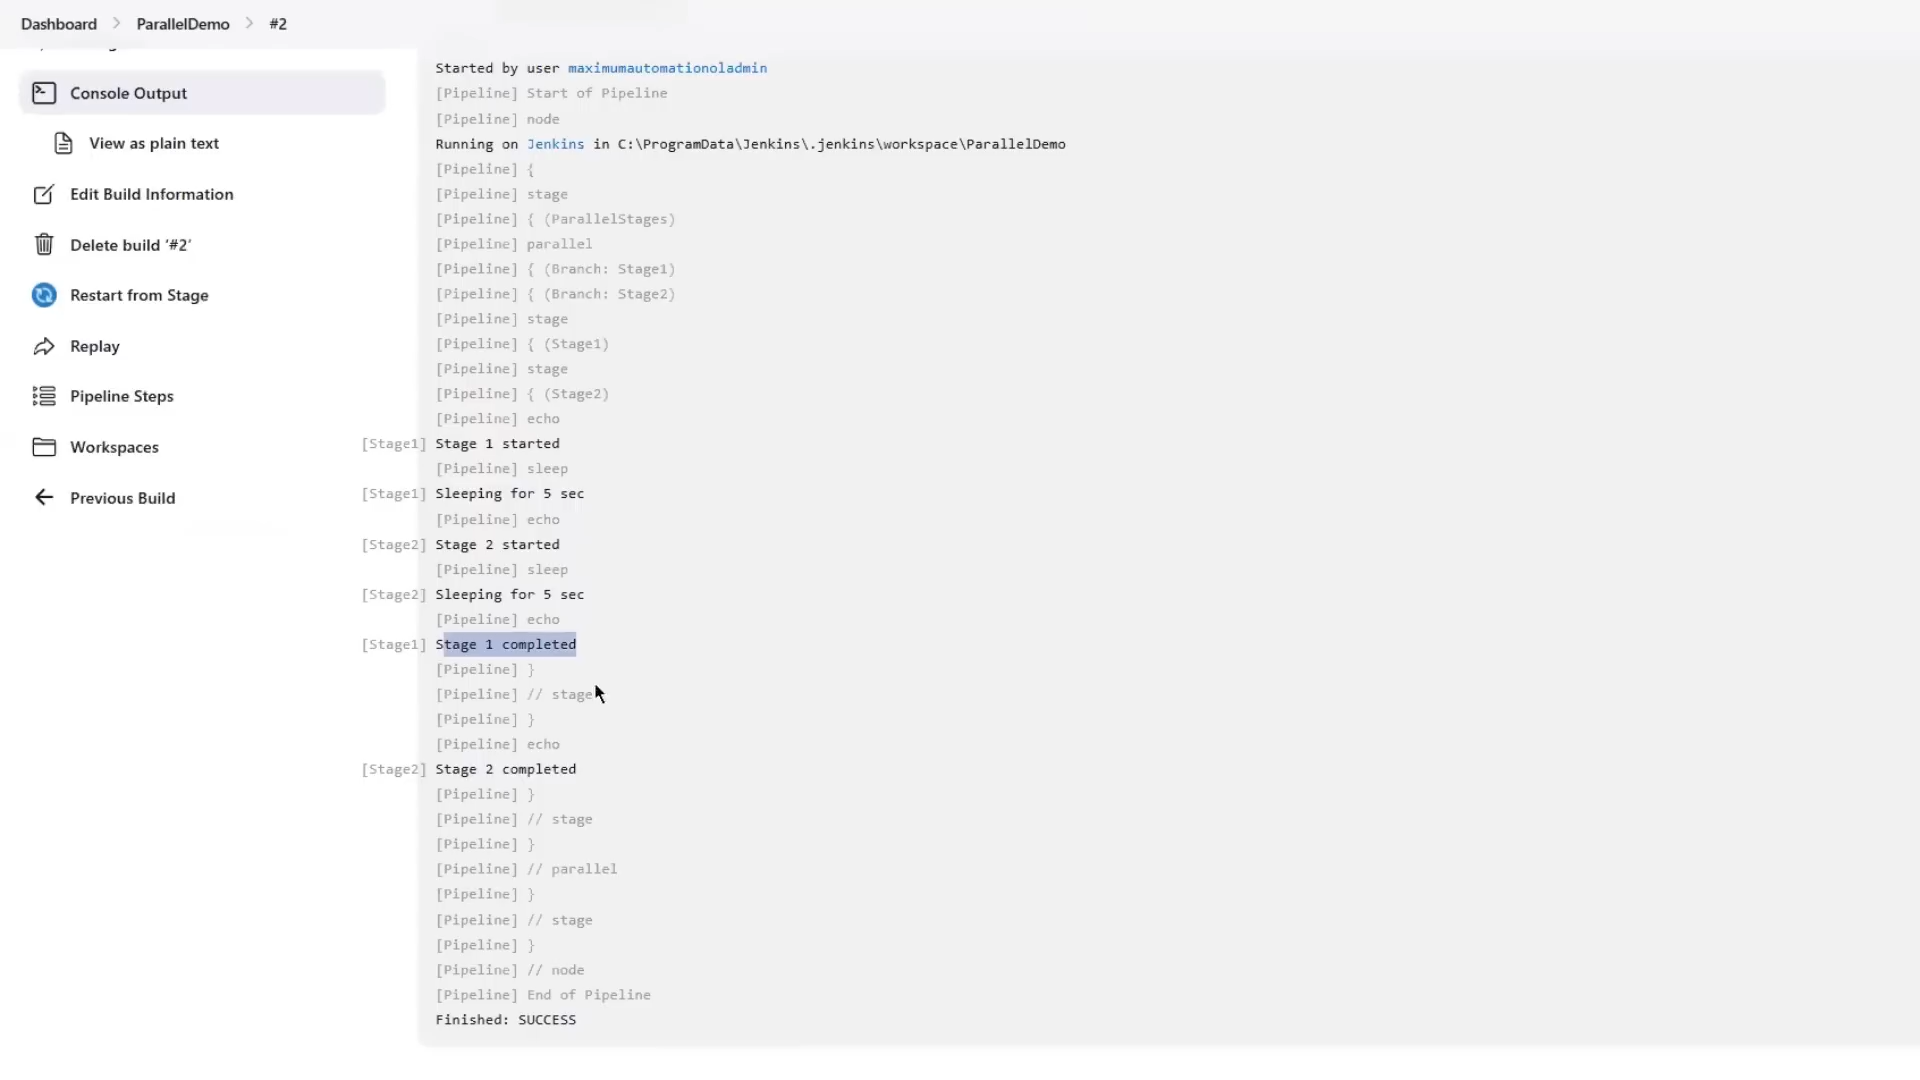 Dashboard > ParallelDemo > #2
Console Output
View as plain text
Edit Build Information
Delete build ‘#2’
Restart from Stage
Replay
Pipeline Steps
Workspaces
Previous Build
Started by user maximumautomationoladmin
[Pipeline] Start of Pipeline
[Pipeline] node
Running on Jenkins in C:\ProgramData\Jenkins\.jenkins\workspace\ParallelDemo
[Pipeline] {
[Pipeline] stage
[Pipeline] { (ParallelStages)
[Pipeline] parallel
[Pipeline] { (Branch: Stage1)
[Pipeline] { (Branch: Stage2)
[Pipeline] stage
[Pipeline] { (Stage1)
[Pipeline] stage
[Pipeline] { (Stage2)
[Pipeline] echo
[Stage1] Stage 1 started
[Pipeline] sleep
[Stage1] Sleeping for 5 sec
[Pipeline] echo
[Stage2] Stage 2 started
[Pipeline] sleep
[Stage2] Sleeping for 5 sec
[Pipeline] echo
[Stage1] Stage 1 completed
[Pipeline] }
[Pipeline] // stage
[Pipeline] }
[Pipeline] echo
[Stage2] Stage 2 completed
[Pipeline] }
[Pipeline] // stage
[Pipeline] }
[Pipeline] // parallel
[Pipeline] }
[Pipeline] // stage
[Pipeline] }
[Pipeline] // node
[Pipeline] End of Pipeline
Finished: SUCCESS